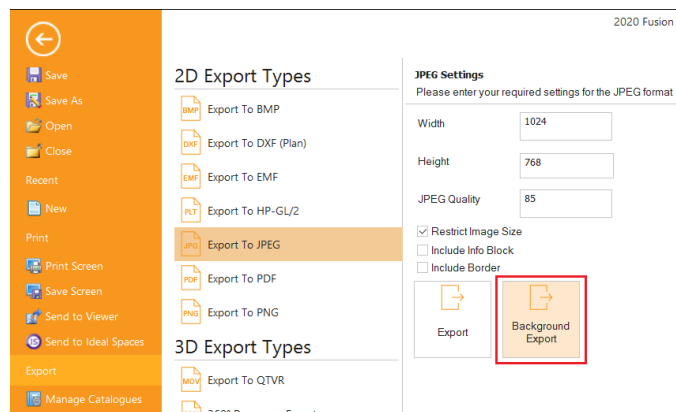 2020 Fusion
Save
Save As
Open
Close
Recent
New
Print
Print Screen
Save Screen
Send to Viewer
Send to Ideal Spaces
Export
Manage Catalogues
2D Export Types
BMP Export To BMP
DXF Export To DXF (Plan)
EMF Export To EMF
PLT Export To HP-GL/2
JPG Export To JPEG
PDF Export To PDF
PNG Export To PNG
3D Export Types
MOV Export To QTVR
JPEG Settings
Please enter your required settings for the JPEG format
Width 1024
Height 768
JPEG Quality 85
Restrict Image Size
Include Info Block
Include Border
Export
Background
Export